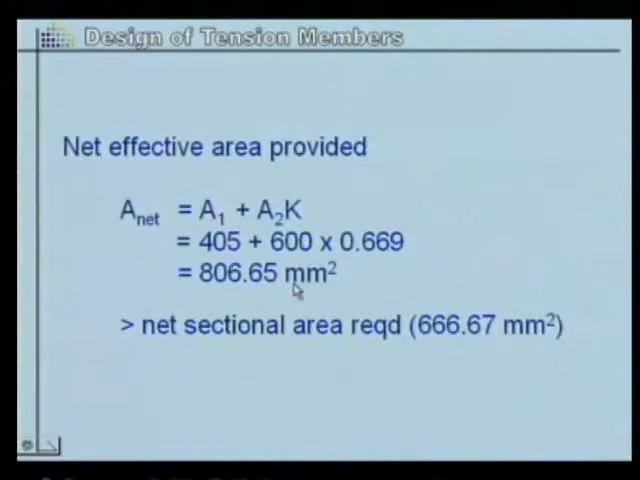 Design of Tension Members
Net effective area provided
A_net = A₁ + A₂K
= 405 + 600 x 0.669
= 806.65 mm²
> net sectional area reqd (666.67 mm²)